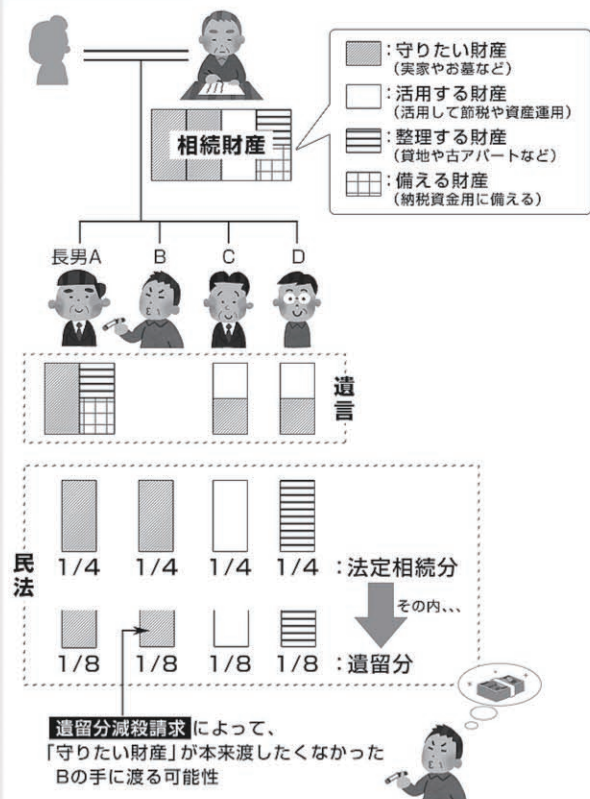 :守りたい財産
(実家やお墓など)
:活用する財産
(活用して節税や資産運用)
:整理する財産
(貸地や古アパートなど)
:備える財産
(納税資金用に備える)
相続財産
長男A B C D
遺言
民法
1/4 1/4 1/4 1/4 :法定相続分
その内、、、
1/8 1/8 1/8 1/8 :遺留分
遺留分減殺請求によって、
「守りたい財産」が本来渡したくなかった
Bの手に渡る可能性